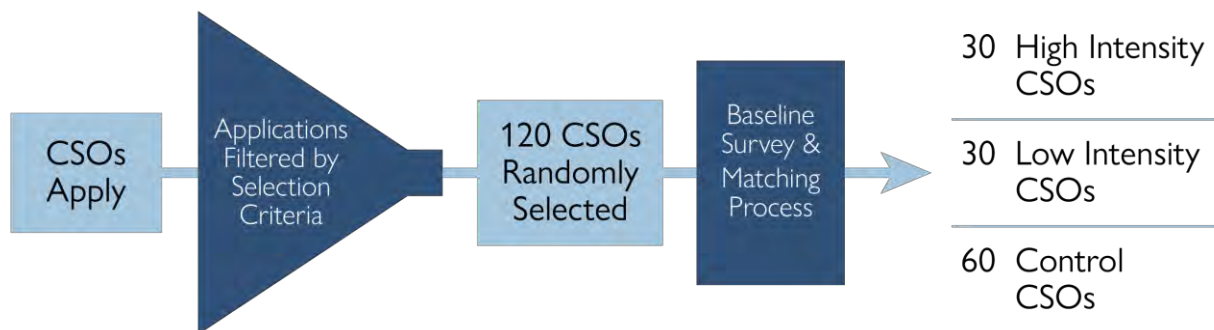 CSOs
Apply
Applications
Filtered by
Selection
Criteria
120 CSOs
Randomly
Selected
Baseline
Survey &
Matching
Process
30 High Intensity
CSOs
30 Low Intensity
CSOs
60 Control
CSOs